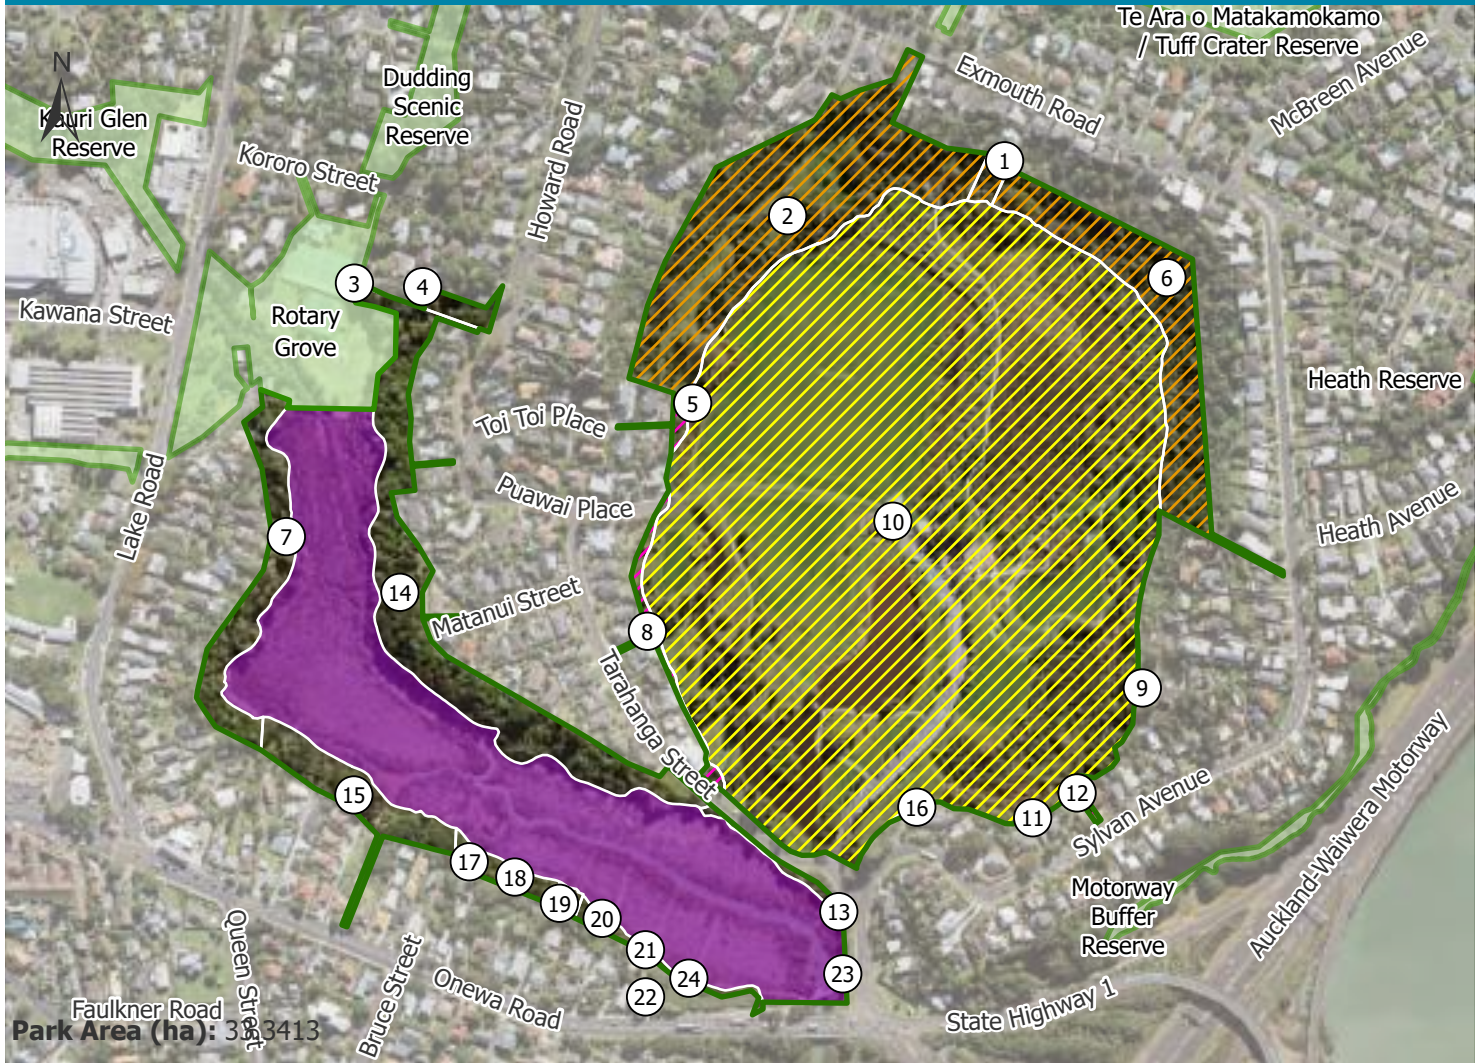 Te Ara o Matakamokamo
/ Tuff Crater Reserve
McBreen Avenue
Exmouth Road
N
Dudding
Scenic
Reserve
Kauri Glen
Reserve
Kororo Street
Howard Road
1
2
3
4
6
Kawana Street
Rotary
Grove
Heath Reserve
5
Toi Toi Place
Puawai Place
Lake Road
Heath Avenue
7
10
14
Matanui Street
8
Tarahanga Street
9
15
16
12
11
Sylvan Avenue
Auckland-Waiwera Motorway
17
18
19
20
13
Motorway
Buffer
Reserve
21
24
23
22
Queen Street
Bruce Street
Onewa Road
State Highway 1
Faulkner Road
Park Area (ha):